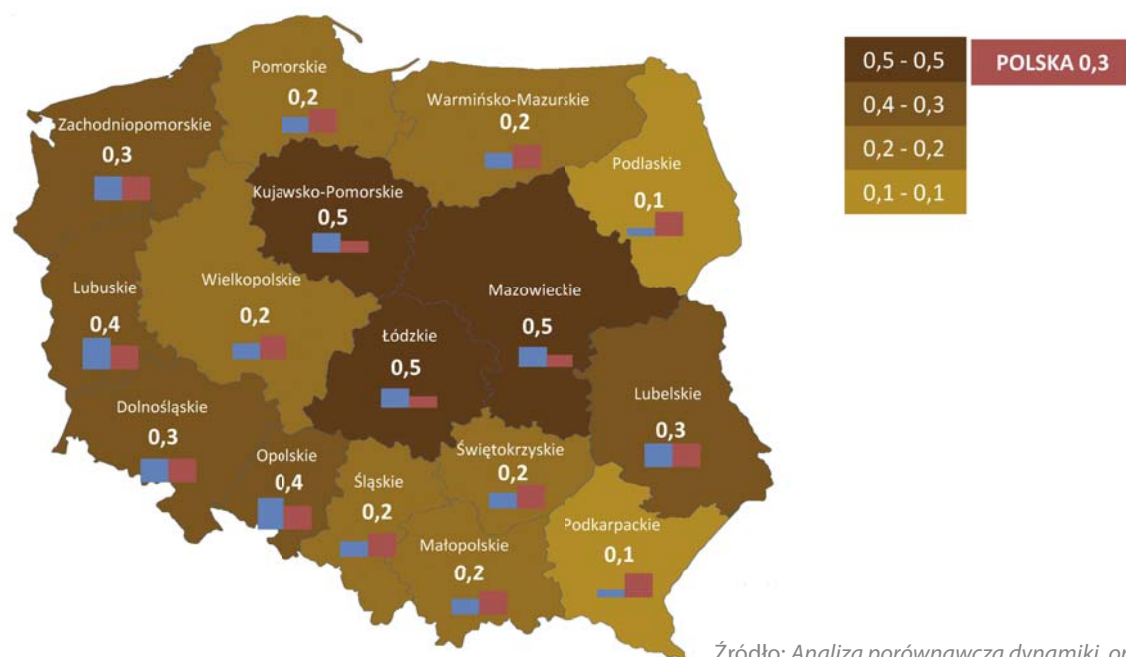 Pomorskie
0,2
Warmińsko-Mazurskie
0,2
Zachodniopomorskie
0,3
Podlaskie
0,1
Kujawsko-Pomorskie
0,5
Wielkopolskie
0,2
Mazowieckie
0,5
Lubuskie
0,4
Łódzkie
0,5
Lubelskie
0,3
Dolnośląskie
0,3
Opolskie
0,4
Śląskie
0,2
Świętokrzyskie
0,2
Małopolskie
0,2
Podkarpackie
0,1
0,5 - 0,5
POLSKA 0,3
0,4 - 0,3
0,2 - 0,2
0,1 - 0,1
Źródło: Analiza porównawcza dynamiki,